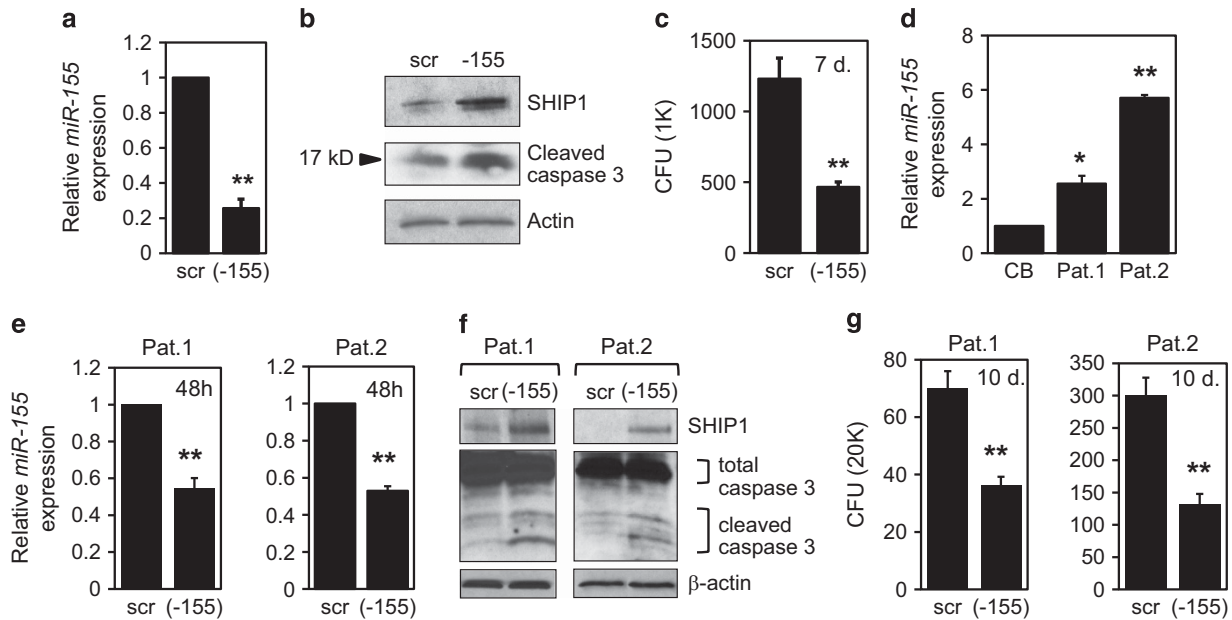 a
1.2
1
0.8
0.6
0.4
0.2
0
Relative miR-155
expression
**
scr (-155)
b
scr -155
SHIP1
17 kD
Cleaved
caspase 3
Actin
c
1500
1000
500
0
CFU (1K)
7 d.
**
scr (-155)
d
8
6
4
2
0
Relative miR-155
expression
*
**
CB Pat.1 Pat.2
e
Pat.1
1.2
1
0.8
0.6
0.4
0.2
0
Relative miR-155
expression
48h
**
scr (-155)
Pat.2
1.2
1
0.8
0.6
0.4
0.2
0
48h
**
scr (-155)
f
Pat.1 Pat.2
scr (-155) scr (-155)
SHIP1
total
caspase 3
cleaved
caspase 3
β-actin
g
Pat.1
80
60
40
20
0
CFU (20K)
10 d.
**
scr (-155)
Pat.2
350
300
250
200
150
100
50
0
10 d.
**
scr (-155)